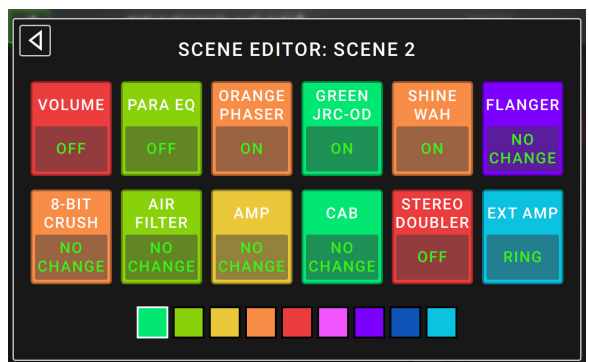 SCENE EDITOR: SCENE 2
VOLUME
OFF
PARA EQ
OFF
ORANGE
PHASER
ON
GREEN
JRC-OD
ON
SHINE
WAH
ON
FLANGER
NO
CHANGE
8-BIT
CRUSH
NO
CHANGE
AIR
FILTER
NO
CHANGE
AMP
NO
CHANGE
CAB
NO
CHANGE
STEREO
DOUBLER
OFF
EXT AMP
RING